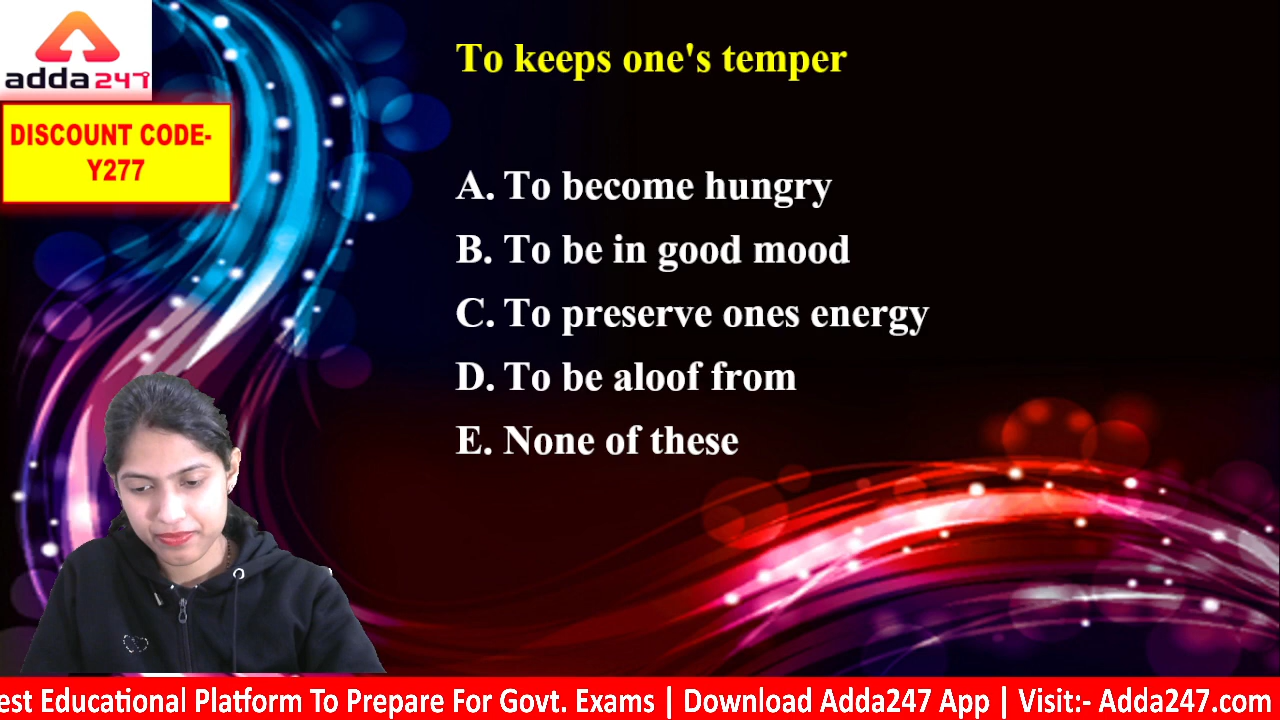 adda247
DISCOUNT CODE-
Y277
To keeps one's temper
A. To become hungry
B. To be in good mood
C. To preserve ones energy
D. To be aloof from
E. None of these
est Educational Platform To Prepare For Govt. Exams | Download Adda247 App | Visit:- Adda247.com